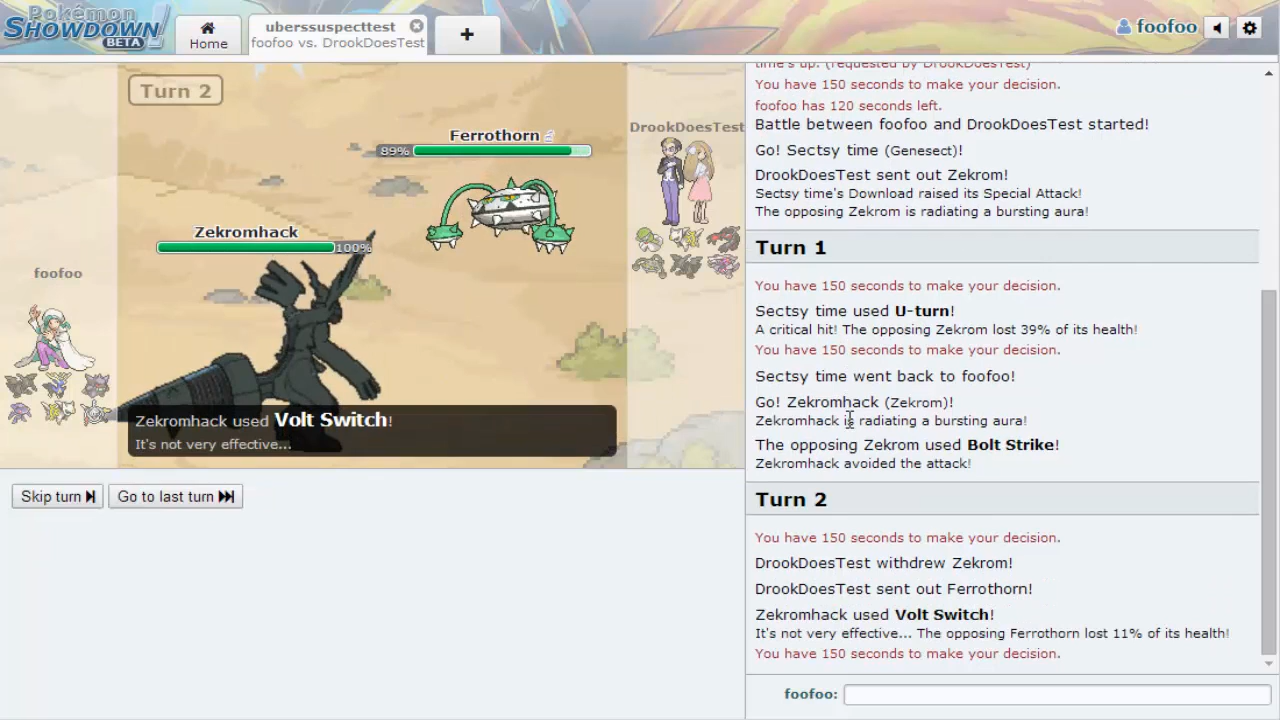 Pokémon
SHOWDOWN!
BETA
Home
uberssuspecttest
foofoo vs. DrookDoesTest
+
foofoo
Turn 2
Ferrothorn
89%
Zekromhack
100%
foofoo
DrookDoesTest
Zekromhack used Volt Switch!
It's not very effective...
Skip turn
Go to last turn
time's up. (requested by DrookDoesTest)
You have 150 seconds to make your decision.
foofoo has 120 seconds left.
Battle between foofoo and DrookDoesTest started!
Go! Sectsy time (Genesect)!
DrookDoesTest sent out Zekrom!
Sectsy time's Download raised its Special Attack!
The opposing Zekrom is radiating a bursting aura!
Turn 1
You have 150 seconds to make your decision.
Sectsy time used U-turn!
A critical hit! The opposing Zekrom lost 39% of its health!
You have 150 seconds to make your decision.
Sectsy time went back to foofoo!
Go! Zekromhack (Zekrom)!
Zekromhack is radiating a bursting aura!
The opposing Zekrom used Bolt Strike!
Zekromhack avoided the attack!
Turn 2
You have 150 seconds to make your decision.
DrookDoesTest withdrew Zekrom!
DrookDoesTest sent out Ferrothorn!
Zekromhack used Volt Switch!
It's not very effective... The opposing Ferrothorn lost 11% of its health!
You have 150 seconds to make your decision.
foofoo: